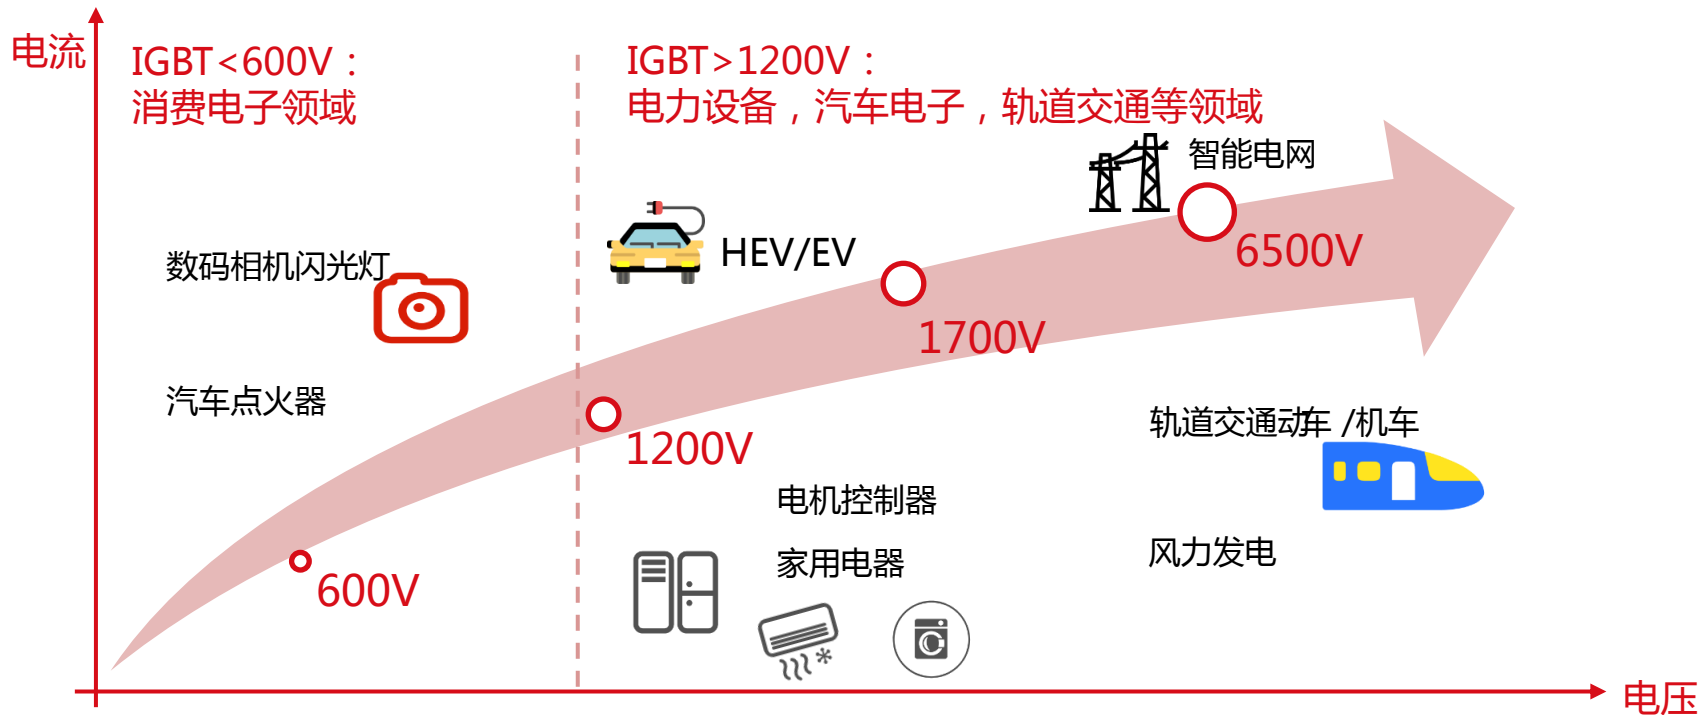 电流
IGBT<600V：
消费电子领域
IGBT>1200V：
电力设备，汽车电子，轨道交通等领域
智能电网
数码相机闪光灯
HEV/EV
6500V
1700V
汽车点火器
1200V
轨道交通动车 /机车
电机控制器
600V
家用电器
风力发电
电压